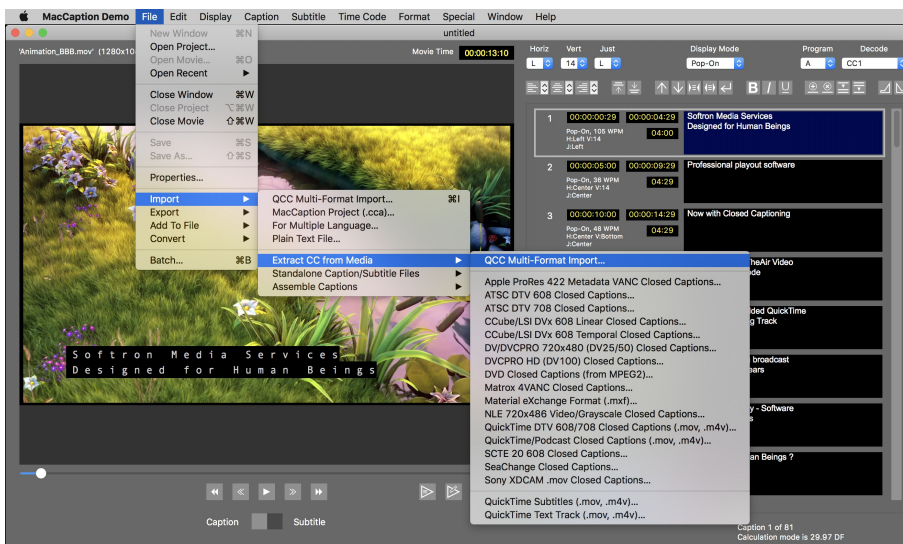 MacCaption Demo File Edit Display Caption Subtitle Time Code Format Special Window Help
untitled
'Animation_BBB.mov' (1280x10
Movie Time 00:00:13:10
New Window ⌘N
Open Project...
Open Movie... ⌘O
Open Recent ▶
Close Window ⌘W
Close Project ⌥⌘W
Close Movie ⇧⌘W
Save ⌘S
Save As... ⇧⌘S
Properties...
Import ▶
Export ▶
Add To File ▶
Convert ▶
Batch... ⌘B
QCC Multi-Format Import... ⌘I
MacCaption Project (.cca)...
For Multiple Language...
Plain Text File...
Extract CC from Media ▶
Standalone Caption/Subtitle Files ▶
Assemble Captions ▶
QCC Multi-Format Import...
Apple ProRes 422 Metadata VANC Closed Captions...
ATSC DTV 608 Closed Captions...
ATSC DTV 708 Closed Captions...
CCube/LSI DVx 608 Linear Closed Captions...
CCube/LSI DVx 608 Temporal Closed Captions...
DV/DVCPRO 720x480 (DV25/50) Closed Captions...
DVCPRO HD (DV100) Closed Captions...
DVD Closed Captions (from MPEG2)...
Matrox 4VANC Closed Captions...
Material eXchange Format (.mxf)...
NLE 720x486 Video/Grayscale Closed Captions...
QuickTime DTV 608/708 Closed Captions (.mov, .m4v)...
QuickTime/Podcast Closed Captions (.mov, .m4v)...
SCTE 20 608 Closed Captions...
SeaChange Closed Captions...
Sony XDCAM .mov Closed Captions...
QuickTime Subtitles (.mov, .m4v)...
QuickTime Text Track (.mov, .m4v)...
Softron Media Services
Designed for Human Beings
Caption Subtitle
Horiz Vert Just Display Mode Program Decode
L 14 L Pop-On A CC1
B I U
1 00:00:00:29 00:00:04:29 Softron Media Services
Designed for Human Beings
Pop-On, 105 WPM 04:00
H:Left V:14
J:Left
2 00:00:05:00 00:00:09:29 Professional playout software
Pop-On, 36 WPM 04:29
H:Center V:14
J:Center
3 00:00:10:00 00:00:14:29 Now with Closed Captioning
Pop-On, 48 WPM 04:29
H:Center V:Bottom
J:Center
heAir Video
de
ded QuickTime
g Track
broadcast
ears
y - Software
s
an Beings ?
Caption 1 of 81
Calculation mode is 29.97 DF